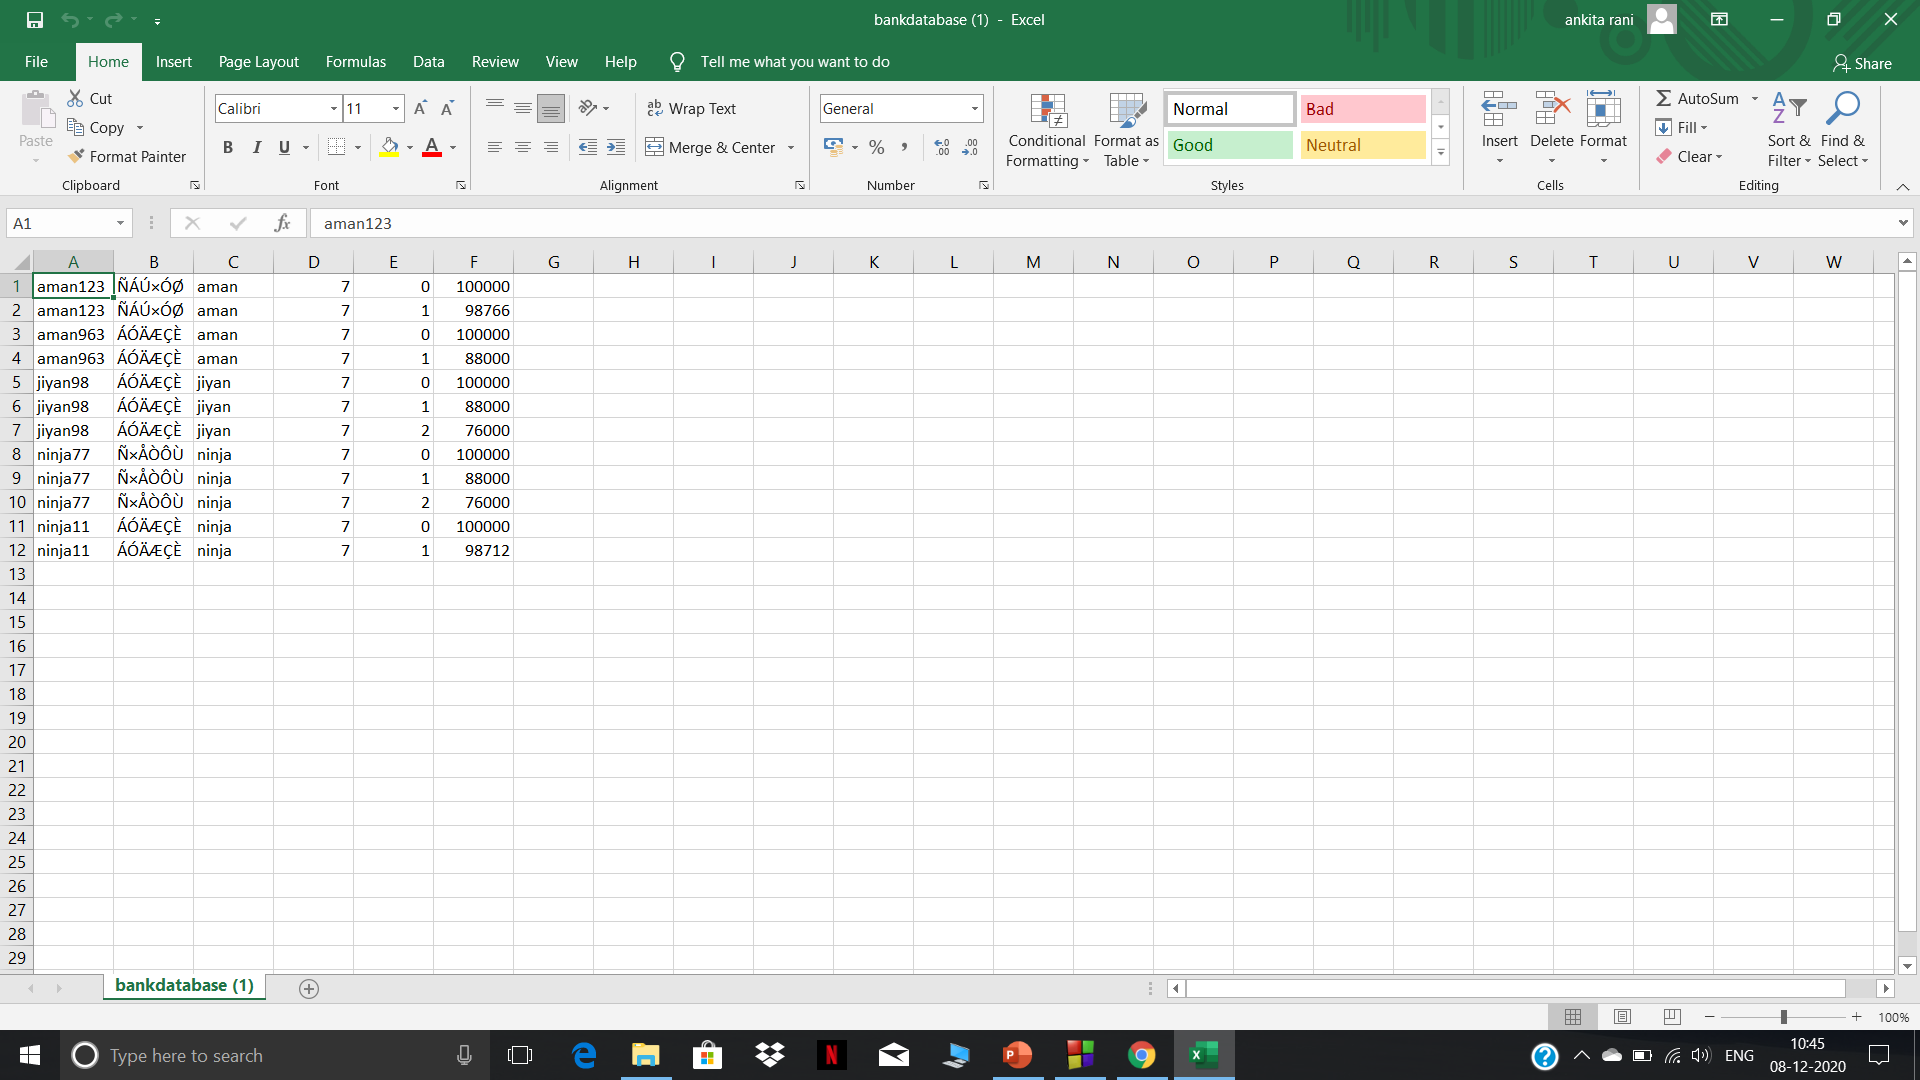 bankdatabase (1) - Excel
ankita rani
File Home Insert Page Layout Formulas Data Review View Help Tell me what you want to do
Share
Paste
Cut
Copy
Format Painter
Clipboard
Calibri 11
B I U
Font
Wrap Text
Merge & Center
Alignment
General
Number
Conditional Formatting
Format as Table
Normal Bad
Good Neutral
Styles
Insert Delete Format
Cells
AutoSum
Fill
Clear
Sort & Filter
Find & Select
Editing
A1 fx aman123
A B C D E F G H I J K L M N O P Q R S T U V W
1 aman123 ÑÁÚ×ÓØ aman 7 0 100000
2 aman123 ÑÁÚ×ÓØ aman 7 1 98766
3 aman963 ÁÓÄÆÇÈ aman 7 0 100000
4 aman963 ÁÓÄÆÇÈ aman 7 1 88000
5 jiyan98 ÁÓÄÆÇÈ jiyan 7 0 100000
6 jiyan98 ÁÓÄÆÇÈ jiyan 7 1 88000
7 jiyan98 ÁÓÄÆÇÈ jiyan 7 2 76000
8 ninja77 Ñ×ÅÒÔÙ ninja 7 0 100000
9 ninja77 Ñ×ÅÒÔÙ ninja 7 1 88000
10 ninja77 Ñ×ÅÒÔÙ ninja 7 2 76000
11 ninja11 ÁÓÄÆÇÈ ninja 7 0 100000
12 ninja11 ÁÓÄÆÇÈ ninja 7 1 98712
13
14
15
16
17
18
19
20
21
22
23
24
25
26
27
28
29
bankdatabase (1)
100%
Type here to search
ENG
10:45
08-12-2020